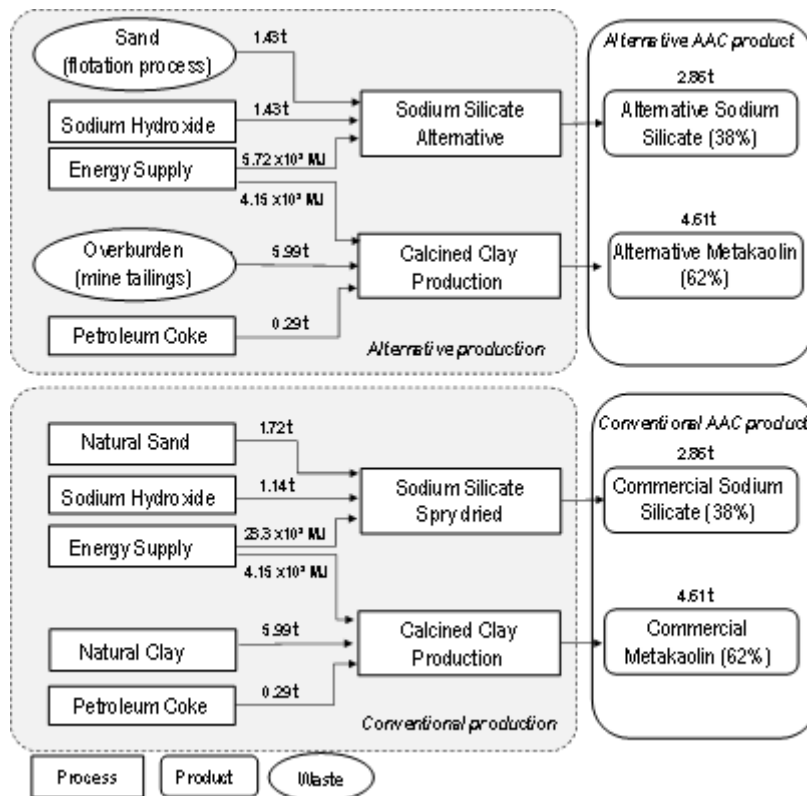 Sand
(flotation process)
1.43t
Sodium Hydroxide
1.43t
Energy Supply
5.72 x10³ MJ
4.15 x10³ MJ
Sodium Silicate
Alternative
Overburden
(mine tailings)
5.99t
Calcined Clay
Production
Petroleum Coke
0.29t
Alternative production
Alternative AAC product
2.86t
Alternative Sodium
Silicate (38%)
4.61t
Alternative Metakaolin
(62%)
Natural Sand
1.72t
Sodium Hydroxide
1.14t
Energy Supply
23.3 x10³ MJ
4.15 x10³ MJ
Sodium Silicate
Spry dried
Natural Clay
5.99t
Calcined Clay
Production
Petroleum Coke
0.29t
Conventional production
Conventional AAC product
2.86t
Commercial Sodium
Silicate (38%)
4.61t
Commercial
Metakaolin (62%)
Process
Product
Waste